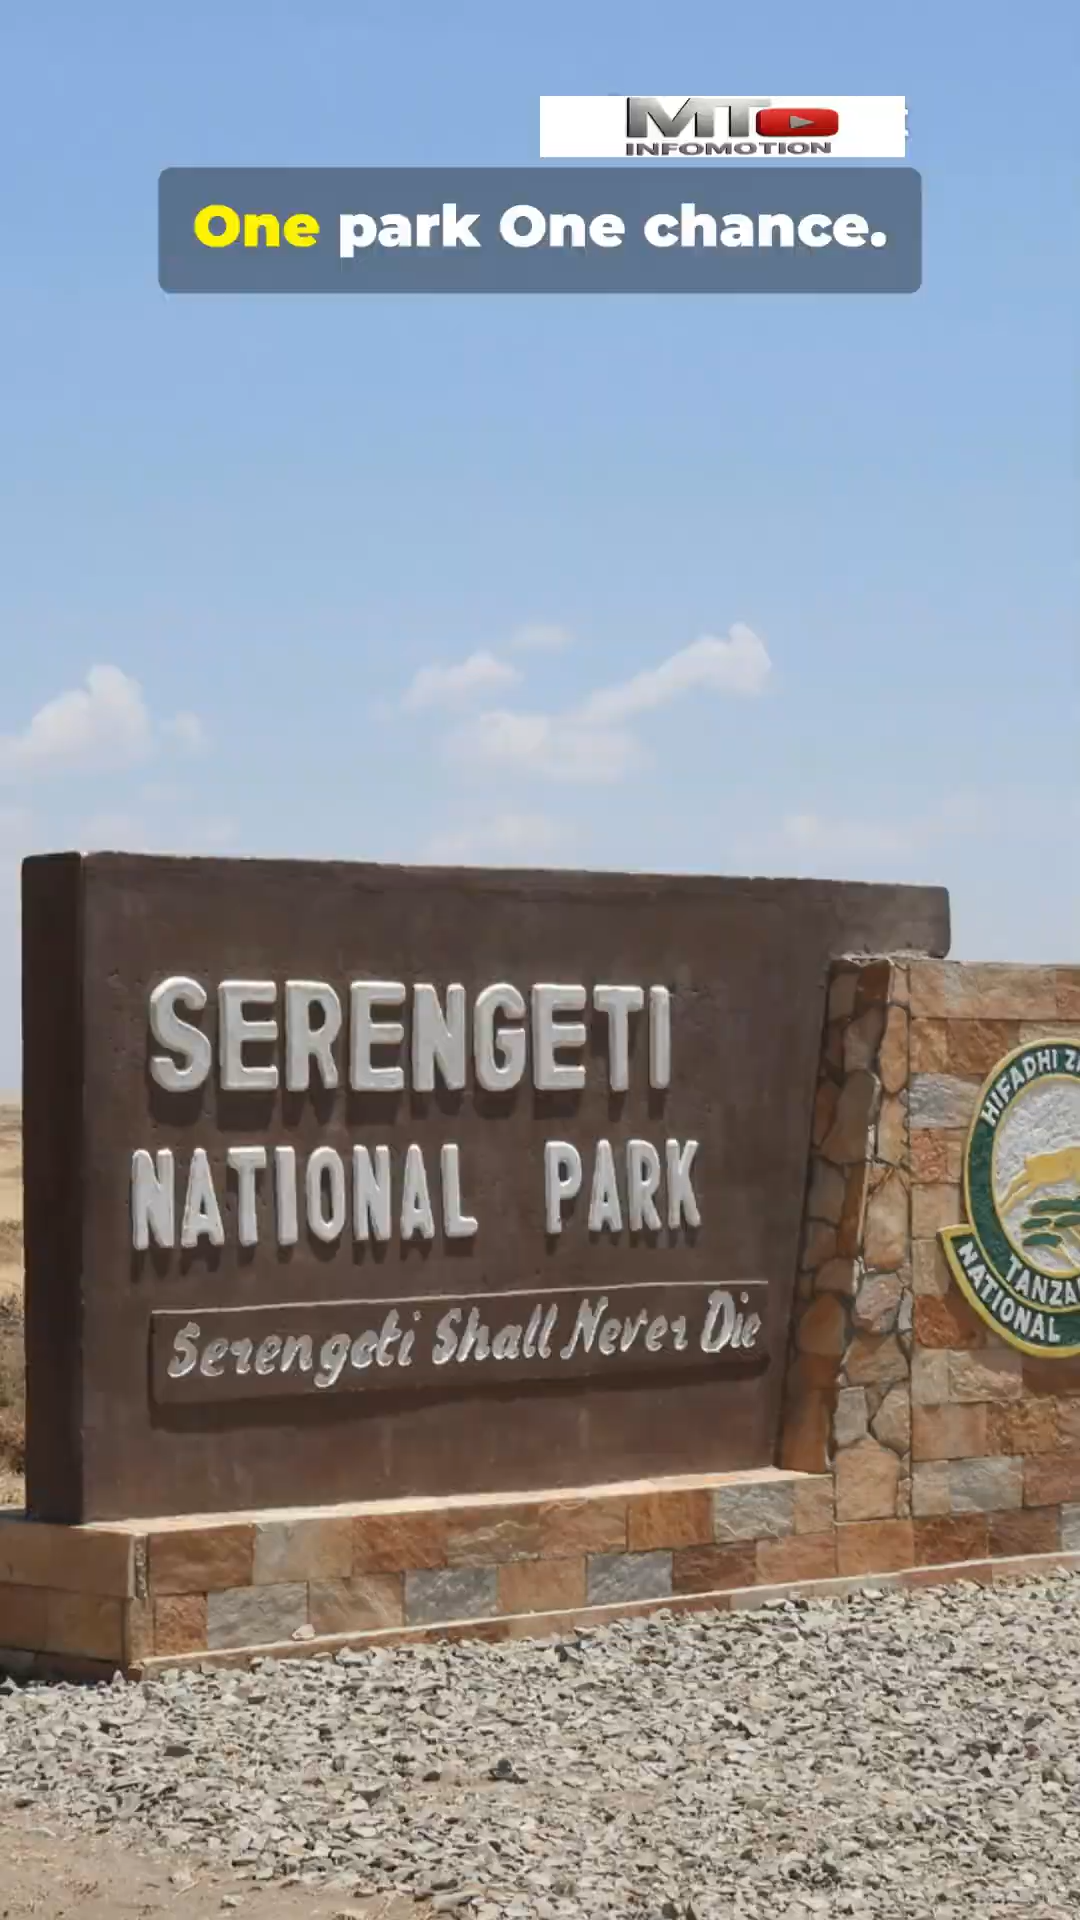 MT
INFOMOTION
One park One chance.
SERENGETI
NATIONAL PARK
Serengeti Shall Never Die
HIFADHI
TANZA
NATIONAL